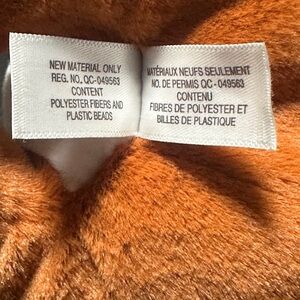 NEW MATERIAL ONLY
REG. NO. QC-049563
CONTENT
POLYESTER FIBERS AND
PLASTIC BEADS
MATÉRIAUX NEUFS SEULEMENT
NO. DE PERMIS QC - 049563
CONTENU
FIBRES DE POLYESTER ET
BILLES DE PLASTIQUE